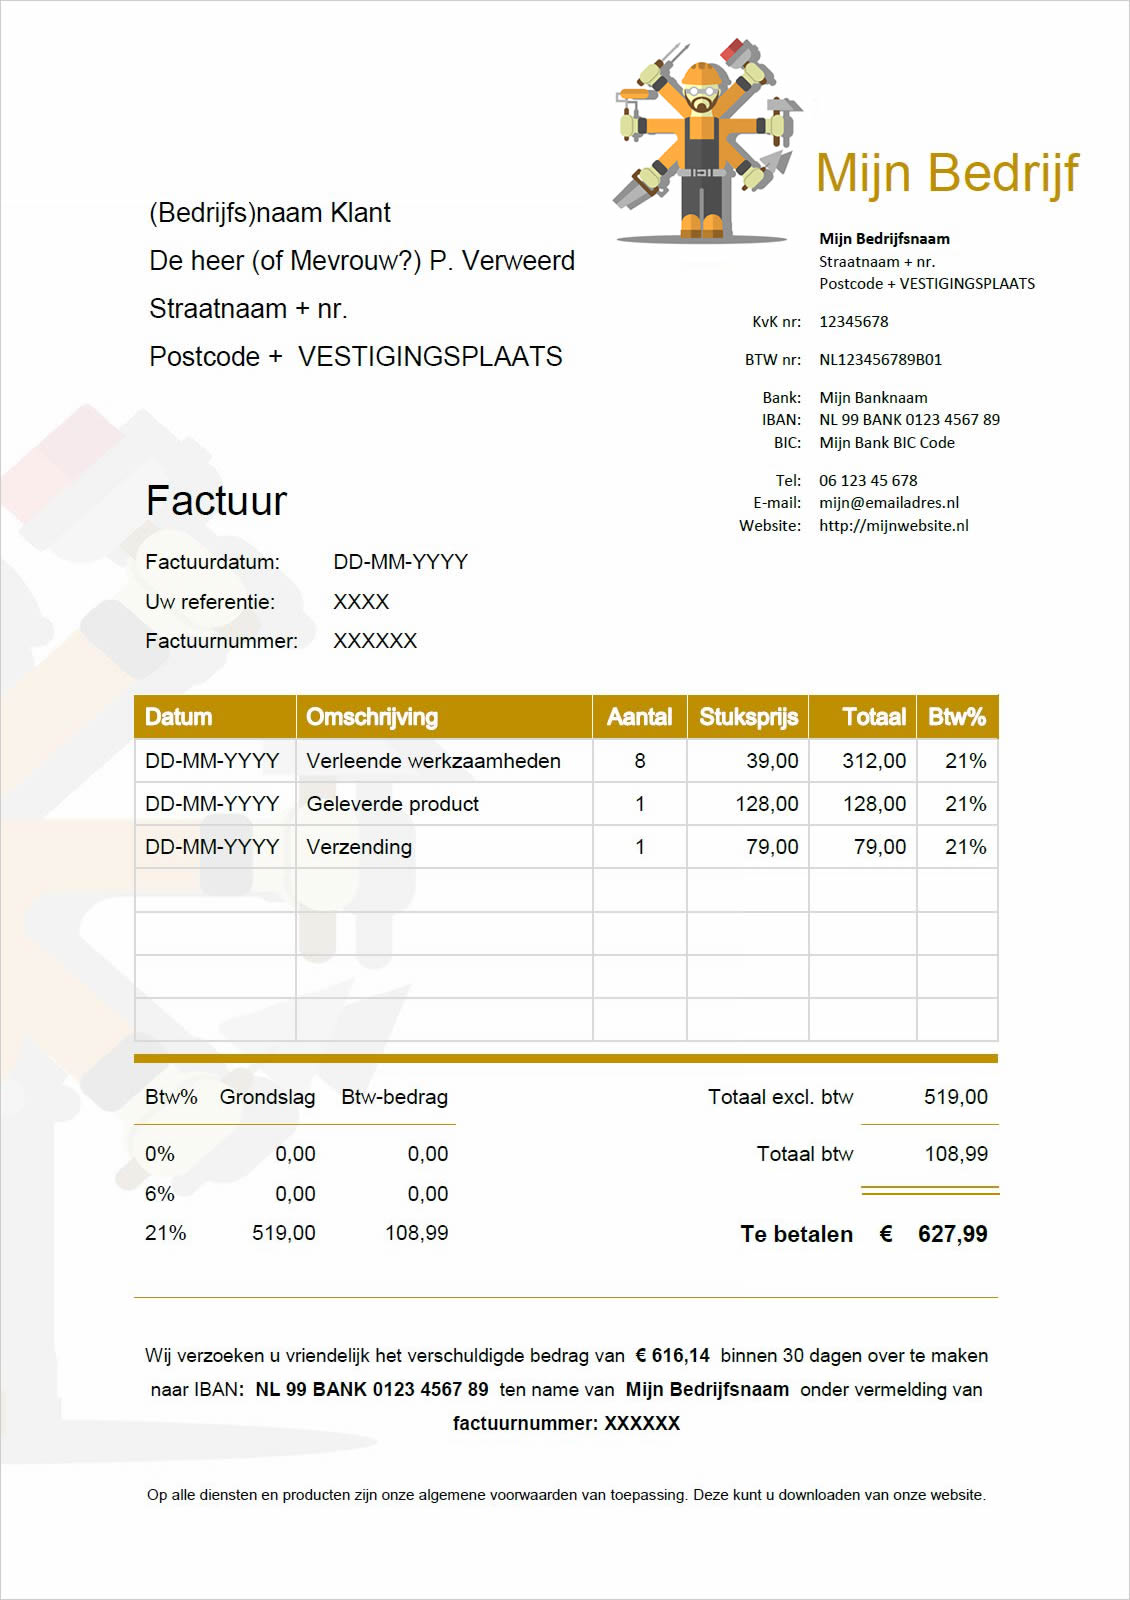 Mijn Bedrijf
(Bedrijfs)naam Klant
De heer (of Mevrouw?) P. Verweerd
Straatnaam + nr.
Postcode + VESTIGINGSPLAATS
Mijn Bedrijfsnaam
Straatnaam + nr.
Postcode + VESTIGINGSPLAATS
KvK nr: 12345678
BTW nr: NL123456789B01
Bank: Mijn Banknaam
IBAN: NL 99 BANK 0123 4567 89
BIC: Mijn Bank BIC Code
Tel: 06 123 45 678
E-mail: mijn@emailadres.nl
Website: http://mijnwebsite.nl
Factuur
Factuurdatum: DD-MM-YYYY
Uw referentie: XXXX
Factuurnummer: XXXXXX
Datum Omschrijving Aantal Stuksprijs Totaal Btw%
DD-MM-YYYY Verleende werkzaamheden 8 39,00 312,00 21%
DD-MM-YYYY Geleverde product 1 128,00 128,00 21%
DD-MM-YYYY Verzending 1 79,00 79,00 21%
Btw% Grondslag Btw-bedrag Totaal excl. btw 519,00
0% 0,00 0,00 Totaal btw 108,99
6% 0,00 0,00
21% 519,00 108,99 Te betalen € 627,99
Wij verzoeken u vriendelijk het verschuldigde bedrag van € 616,14 binnen 30 dagen over te maken
naar IBAN: NL 99 BANK 0123 4567 89 ten name van Mijn Bedrijfsnaam onder vermelding van
factuurnummer: XXXXXX
Op alle diensten en producten zijn onze algemene voorwaarden van toepassing. Deze kunt u downloaden van onze website.